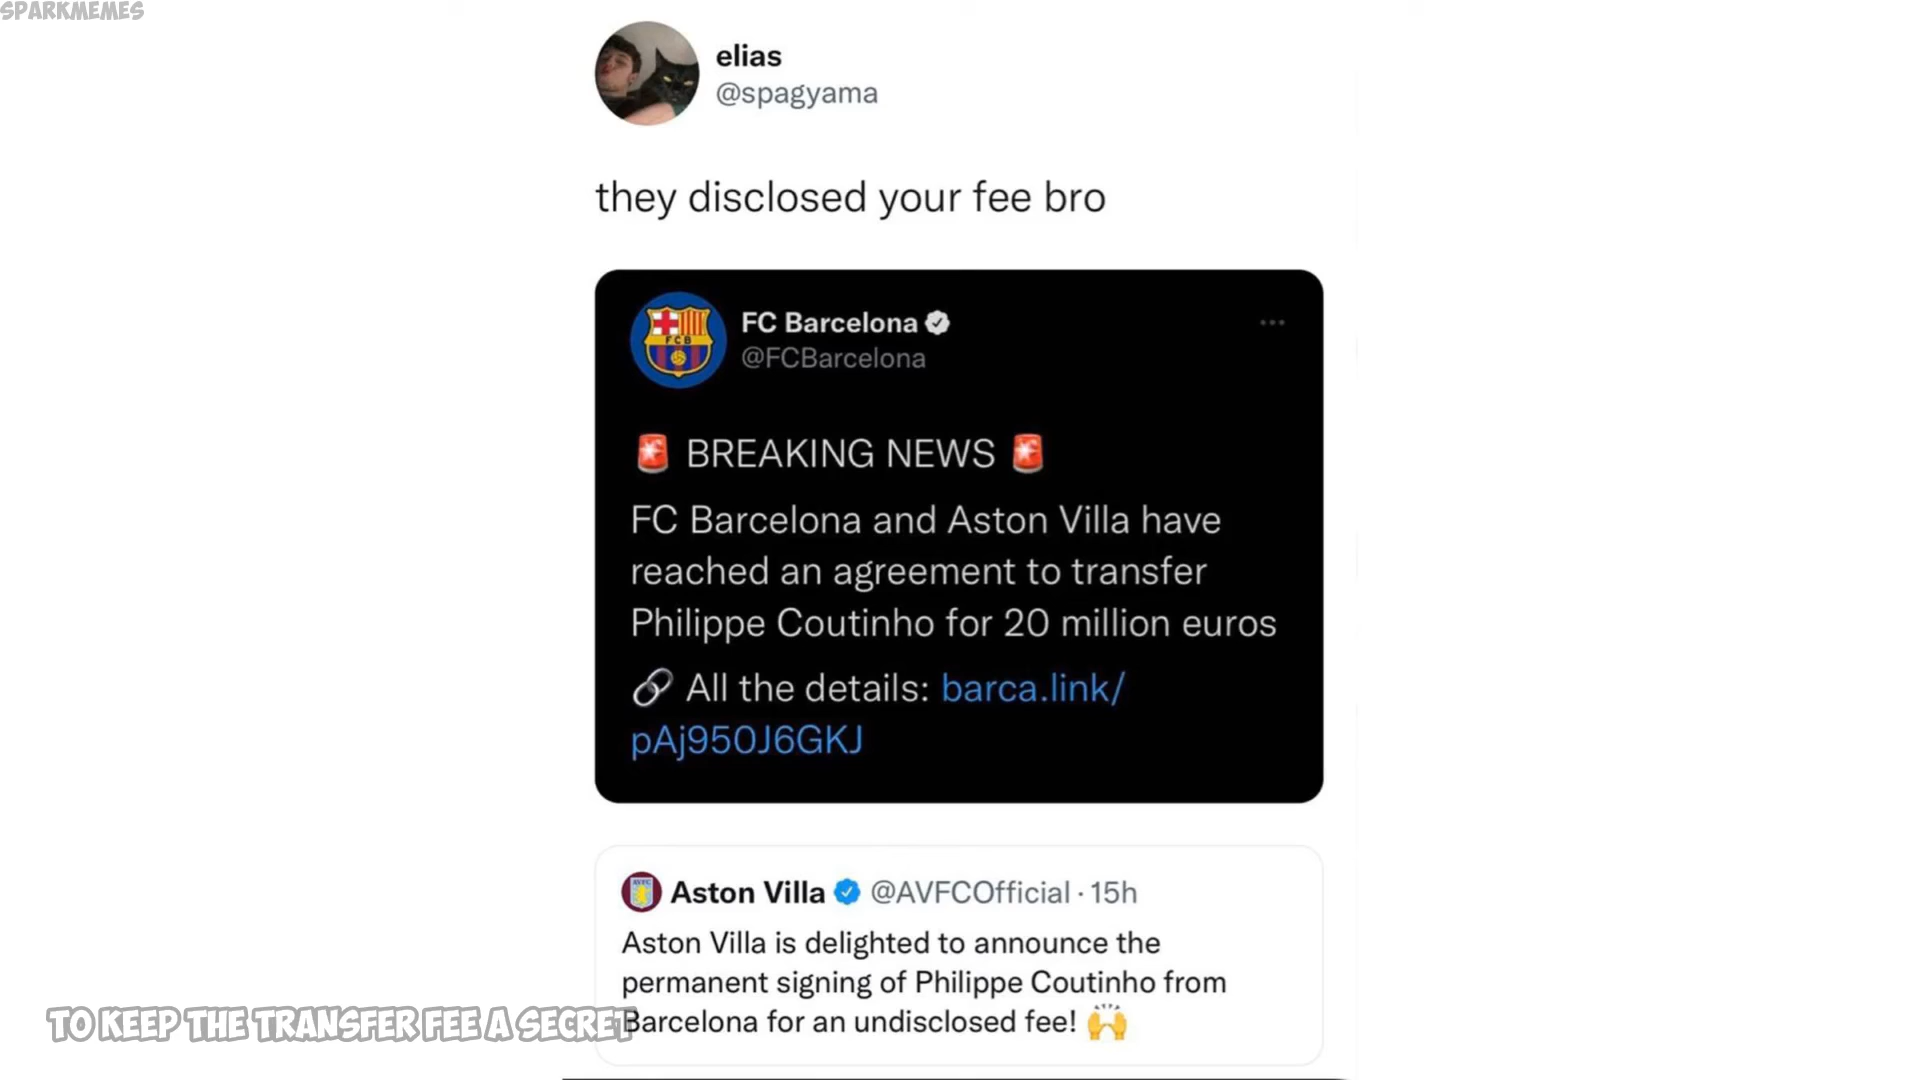 SPARKMEMES
elias
@spagyama
they disclosed your fee bro
FCB
FC Barcelona
@FCBarcelona
🚨 BREAKING NEWS 🚨
FC Barcelona and Aston Villa have
reached an agreement to transfer
Philippe Coutinho for 20 million euros
🔗 All the details: barca.link/
pAj950J6GKJ
AVFC
Aston Villa @AVFCOfficial · 15h
Aston Villa is delighted to announce the
permanent signing of Philippe Coutinho from
Barcelona for an undisclosed fee! 🙌
TO KEEP THE TRANSFER FEE A SECRET